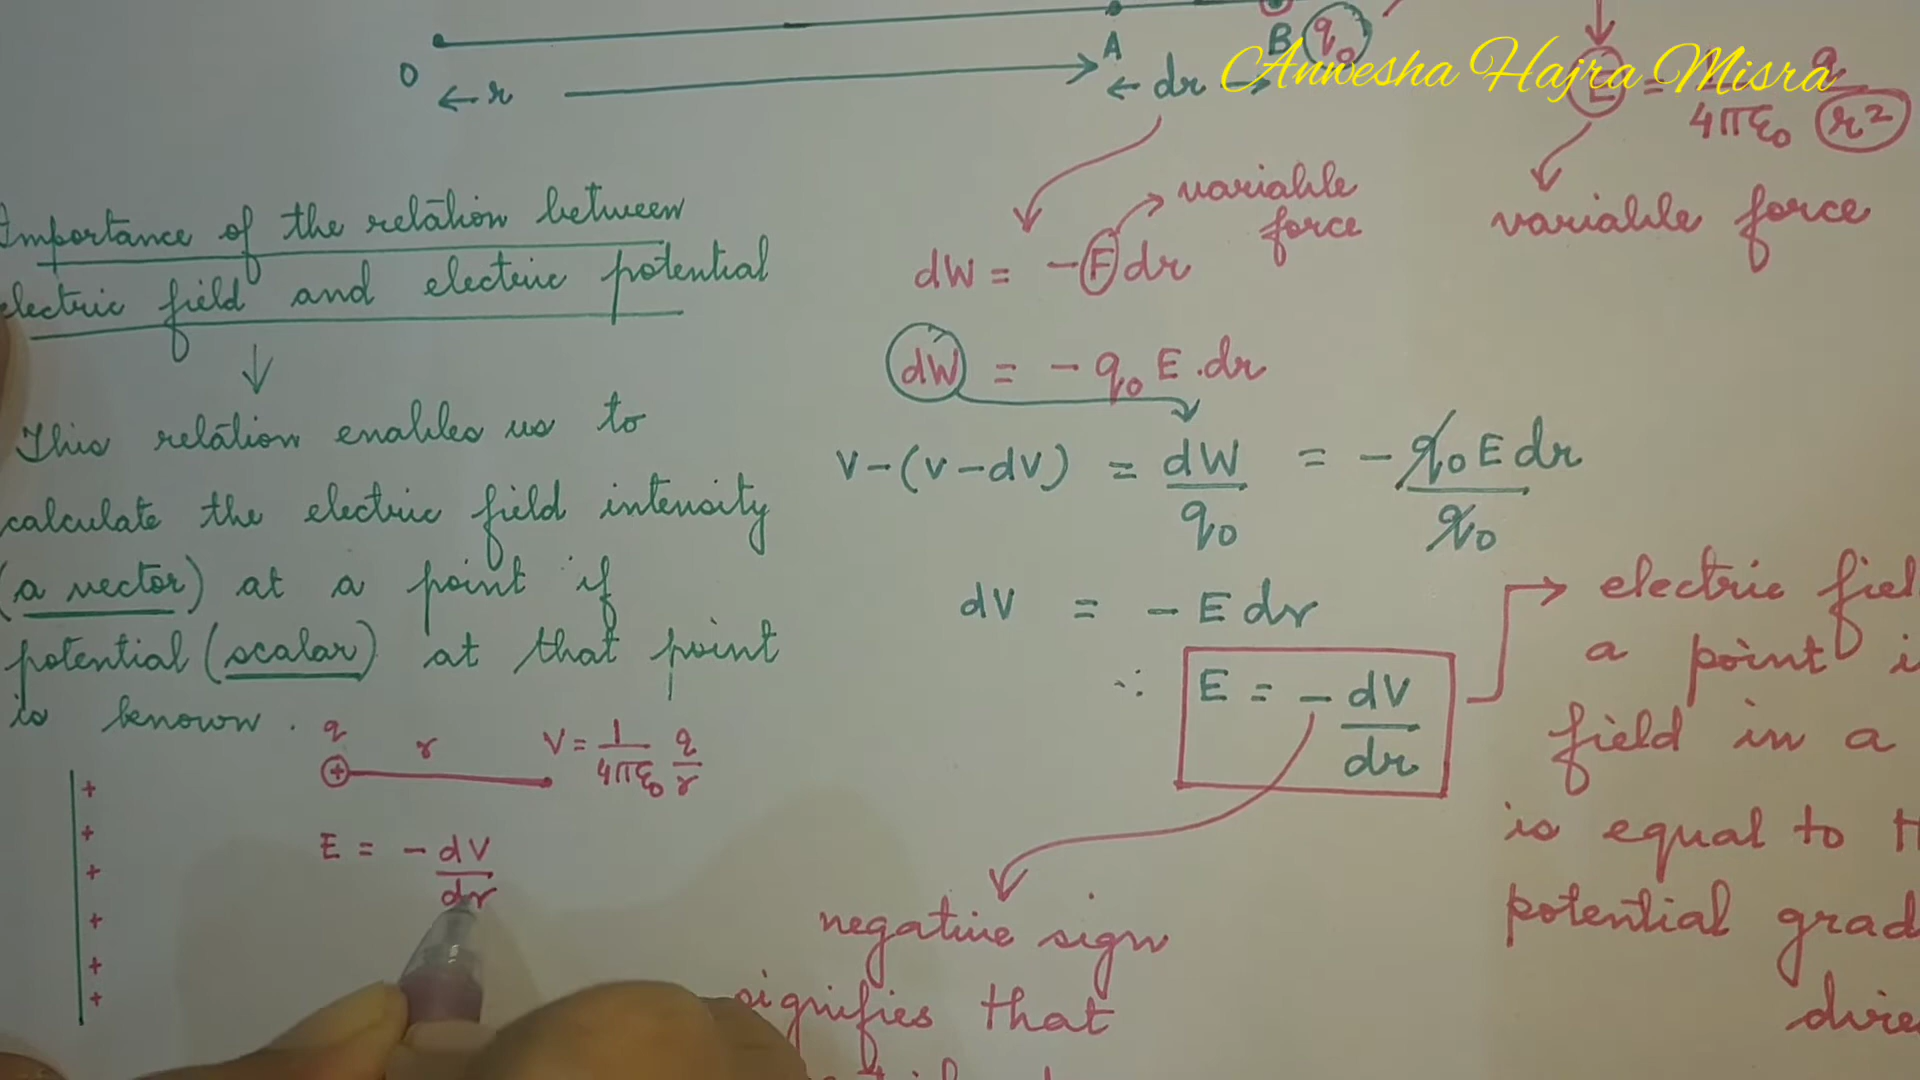 O
← r →
A
← dr →
B q₀
Anwesha Hajra Misra
4πε₀ r²
variable force
variable force
dW = -F dr
dW = - q₀ E . dr
V - (V - dV) = dW/q₀ = - q₀ E dr/q₀
dV = - E dr
∴ E = - dV/dr
negative sign
signifies that
Importance of the relation between
electric field and electric potential
↓
This relation enables us to
calculate the electric field intensity
(a vector) at a point if
potential (scalar) at that point
is known.
q r V = 1/4πε₀ q/r
+
E = - dV/dr
+
+
+
+
+
+
electric fiel
a point i
field in a
is equal to t
potential grad
dire